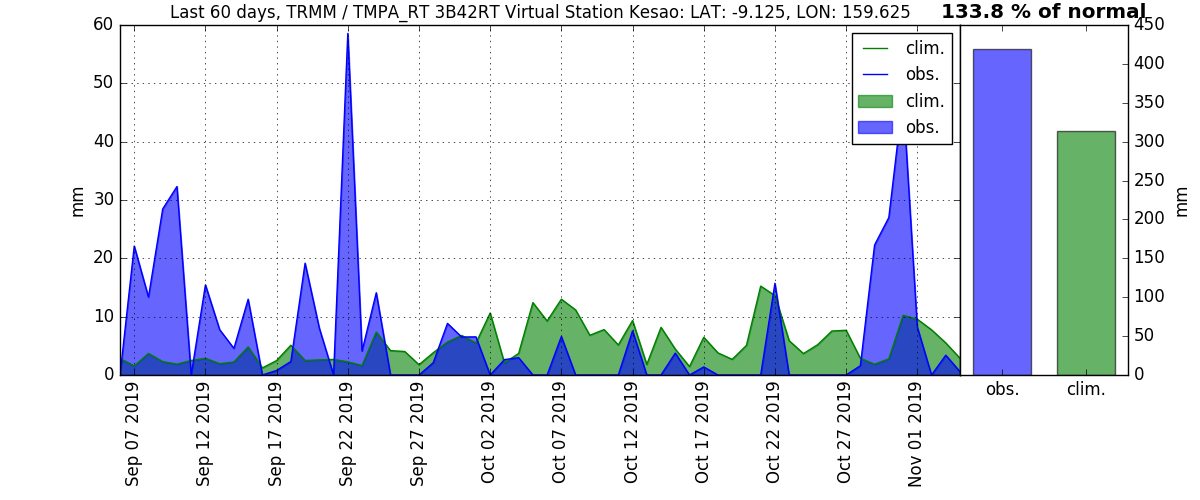 Last 60 days, TRMM / TMPA_RT 3B42RT Virtual Station Kesao: LAT: -9.125, LON: 159.625
133.8 % of normal
60
50
40
30
20
10
0
mm
clim.
obs.
clim.
obs.
450
400
350
300
250
200
150
100
50
0
mm
obs.
clim.
Sep 07 2019
Sep 12 2019
Sep 17 2019
Sep 22 2019
Sep 27 2019
Oct 02 2019
Oct 07 2019
Oct 12 2019
Oct 17 2019
Oct 22 2019
Oct 27 2019
Nov 01 2019